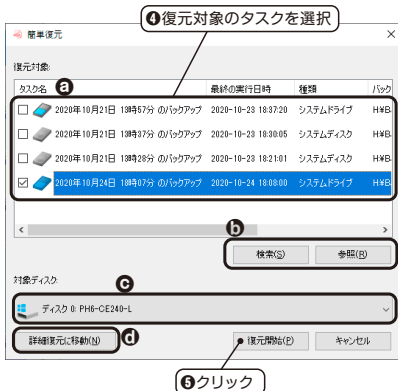 ❹復元対象のタスクを選択
簡単復元
復元対象:
タスク名 ⓐ 最終の実行日時 種類 バック
2020年10月21日 13時57分 のバックアップ 2020-10-23 18:37:20 システムドライブ H:¥B
2020年10月21日 13時39分 のバックアップ 2020-10-23 18:30:05 システムディスク H:¥B
2020年10月21日 13時28分 のバックアップ 2020-10-23 18:21:01 システムディスク H:¥B
2020年10月24日 18時07分 のバックアップ 2020-10-24 18:08:00 システムドライブ H:¥B
ⓑ
検索(S) 参照(R)
対象ディスク: ⓒ
ディスク 0: PH6-CE240-L
詳細復元に移動(N) ⓓ 復元開始(P) キャンセル
❺クリック